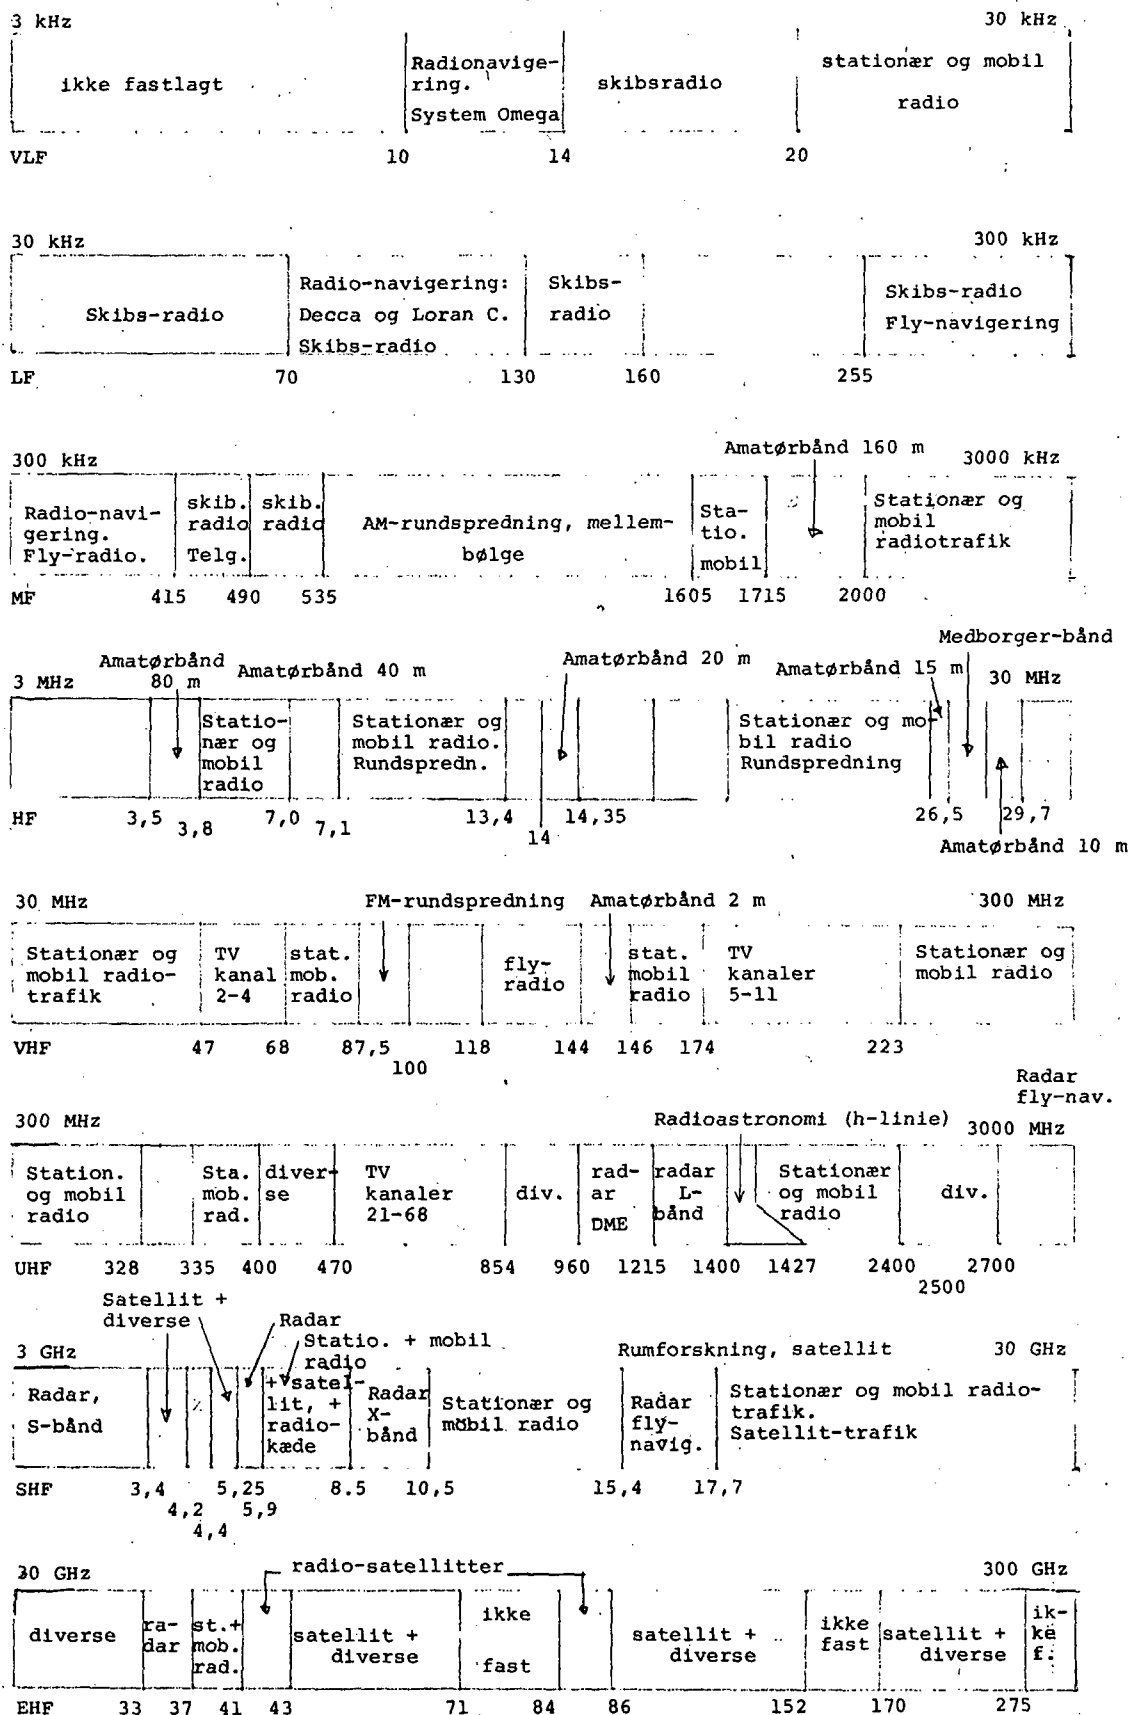 3 kHz 30 kHz
ikke fastlagt
Radionavige-
ring.
System Omega
skibsradio
stationær og mobil
radio
VLF 10 14 20
30 kHz 300 kHz
Skibs-radio
Radio-navigering:
Decca og Loran C.
Skibs-radio
Skibs-
radio
Skibs-radio
Fly-navigering
LF 70 130 160 255
Amatørbånd 160 m
300 kHz 3000 kHz
Radio-navi-
gering.
Fly-radio.
skib.
radio
Telg.
skib.
radio
AM-rundspredning, mellem-
bølge
Sta-
tio.
mobil
Stationær og
mobil
radiotrafik
MF 415 490 535 1605 1715 2000
Medborger-bånd
Amatørbånd
80 m
Amatørbånd 40 m
Amatørbånd 20 m
Amatørbånd 15 m
3 MHz 30 MHz
Statio-
nær og
mobil
radio
Stationær og
mobil radio.
Rundspredn.
Stationær og mo-
bil radio
Rundspredning
HF 3,5 3,8 7,0 7,1 13,4 14 14,35 26,5 29,7
Amatørbånd 10 m
30 MHz FM-rundspredning Amatørbånd 2 m 300 MHz
Stationær og
mobil radio-
trafik
TV
kanal
2-4
stat.
mob.
radio
fly-
radio
stat.
mobil
radio
TV
kanaler
5-11
Stationær og
mobil radio
VHF 47 68 87,5 100 118 144 146 174 223
Radar
fly-nav.
300 MHz Radioastronomi (h-linie) 3000 MHz
Station.
og mobil
radio
Sta.
mob.
rad.
diver-
se
TV
kanaler
21-68
div.
rad-
ar
DME
radar
L-
bånd
Stationær
og mobil
radio
div.
UHF 328 335 400 470 854 960 1215 1400 1427 2400 2500 2700
Satellit +
diverse
Radar
Statio. + mobil
radio
+ satel-
lit, +
radio-
kæde
Rumforskning, satellit
3 GHz 30 GHz
Radar,
S-bånd
Radar
X-
bånd
Stationær og
mobil radio
Radar
fly-
navig.
Stationær og mobil radio-
trafik.
Satellit-trafik
SHF 3,4 4,2 4,4 5,25 5,9 8.5 10,5 15,4 17,7
30 GHz radio-satellitter 300 GHz
diverse
ra-
dar
st.+
mob.
rad.
satellit +
diverse
ikke
fast
satellit +
diverse
ikke
fast
satellit +
diverse
ik-
ke
f.
EHF 33 37 41 43 71 84 86 152 170 275